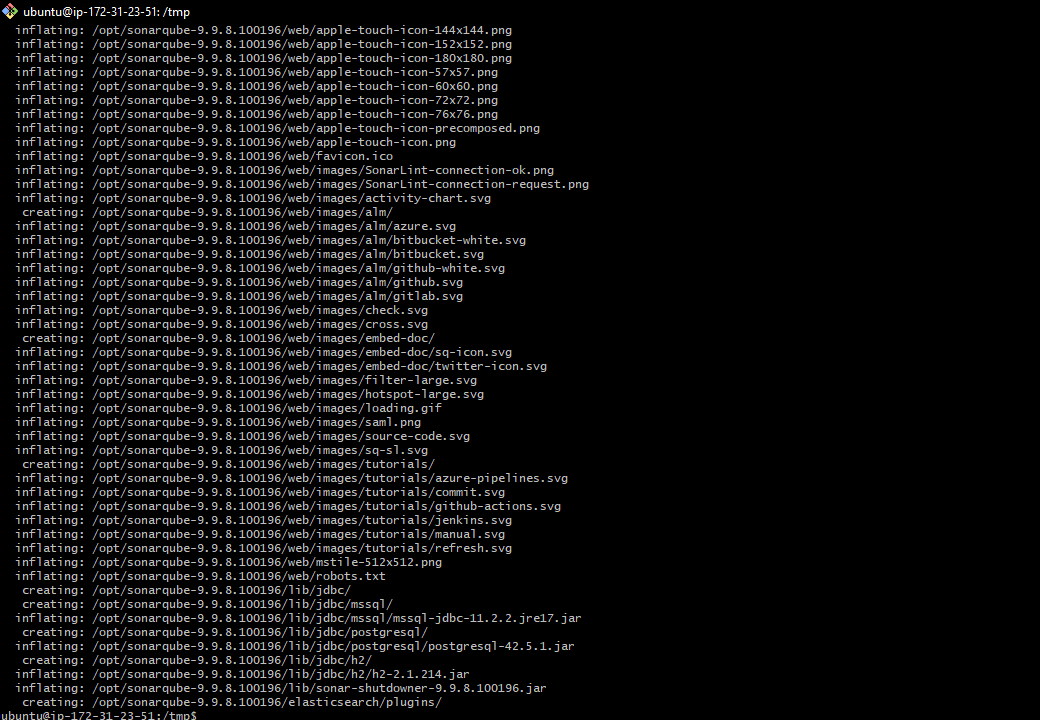 ubuntu@ip-172-31-23-51: /tmp
inflating: /opt/sonarqube-9.9.8.100196/web/apple-touch-icon-144x144.png
inflating: /opt/sonarqube-9.9.8.100196/web/apple-touch-icon-152x152.png
inflating: /opt/sonarqube-9.9.8.100196/web/apple-touch-icon-180x180.png
inflating: /opt/sonarqube-9.9.8.100196/web/apple-touch-icon-57x57.png
inflating: /opt/sonarqube-9.9.8.100196/web/apple-touch-icon-60x60.png
inflating: /opt/sonarqube-9.9.8.100196/web/apple-touch-icon-72x72.png
inflating: /opt/sonarqube-9.9.8.100196/web/apple-touch-icon-76x76.png
inflating: /opt/sonarqube-9.9.8.100196/web/apple-touch-icon-precomposed.png
inflating: /opt/sonarqube-9.9.8.100196/web/apple-touch-icon.png
inflating: /opt/sonarqube-9.9.8.100196/web/favicon.ico
inflating: /opt/sonarqube-9.9.8.100196/web/images/SonarLint-connection-ok.png
inflating: /opt/sonarqube-9.9.8.100196/web/images/SonarLint-connection-request.png
inflating: /opt/sonarqube-9.9.8.100196/web/images/activity-chart.svg
creating: /opt/sonarqube-9.9.8.100196/web/images/alm/
inflating: /opt/sonarqube-9.9.8.100196/web/images/alm/azure.svg
inflating: /opt/sonarqube-9.9.8.100196/web/images/alm/bitbucket-white.svg
inflating: /opt/sonarqube-9.9.8.100196/web/images/alm/bitbucket.svg
inflating: /opt/sonarqube-9.9.8.100196/web/images/alm/github-white.svg
inflating: /opt/sonarqube-9.9.8.100196/web/images/alm/github.svg
inflating: /opt/sonarqube-9.9.8.100196/web/images/alm/gitlab.svg
inflating: /opt/sonarqube-9.9.8.100196/web/images/check.svg
inflating: /opt/sonarqube-9.9.8.100196/web/images/cross.svg
creating: /opt/sonarqube-9.9.8.100196/web/images/embed-doc/
inflating: /opt/sonarqube-9.9.8.100196/web/images/embed-doc/sq-icon.svg
inflating: /opt/sonarqube-9.9.8.100196/web/images/embed-doc/twitter-icon.svg
inflating: /opt/sonarqube-9.9.8.100196/web/images/filter-large.svg
inflating: /opt/sonarqube-9.9.8.100196/web/images/hotspot-large.svg
inflating: /opt/sonarqube-9.9.8.100196/web/images/loading.gif
inflating: /opt/sonarqube-9.9.8.100196/web/images/saml.png
inflating: /opt/sonarqube-9.9.8.100196/web/images/source-code.svg
inflating: /opt/sonarqube-9.9.8.100196/web/images/sq-sl.svg
creating: /opt/sonarqube-9.9.8.100196/web/images/tutorials/
inflating: /opt/sonarqube-9.9.8.100196/web/images/tutorials/azure-pipelines.svg
inflating: /opt/sonarqube-9.9.8.100196/web/images/tutorials/commit.svg
inflating: /opt/sonarqube-9.9.8.100196/web/images/tutorials/github-actions.svg
inflating: /opt/sonarqube-9.9.8.100196/web/images/tutorials/jenkins.svg
inflating: /opt/sonarqube-9.9.8.100196/web/images/tutorials/manual.svg
inflating: /opt/sonarqube-9.9.8.100196/web/images/tutorials/refresh.svg
inflating: /opt/sonarqube-9.9.8.100196/web/mstile-512x512.png
inflating: /opt/sonarqube-9.9.8.100196/web/robots.txt
creating: /opt/sonarqube-9.9.8.100196/lib/jdbc/
creating: /opt/sonarqube-9.9.8.100196/lib/jdbc/mssql/
inflating: /opt/sonarqube-9.9.8.100196/lib/jdbc/mssql/mssql-jdbc-11.2.2.jre17.jar
creating: /opt/sonarqube-9.9.8.100196/lib/jdbc/postgresql/
inflating: /opt/sonarqube-9.9.8.100196/lib/jdbc/postgresql/postgresql-42.5.1.jar
creating: /opt/sonarqube-9.9.8.100196/lib/jdbc/h2/
inflating: /opt/sonarqube-9.9.8.100196/lib/jdbc/h2/h2-2.1.214.jar
inflating: /opt/sonarqube-9.9.8.100196/lib/sonar-shutdowner-9.9.8.100196.jar
creating: /opt/sonarqube-9.9.8.100196/elasticsearch/plugins/
ubuntu@ip-172-31-23-51:/tmp$